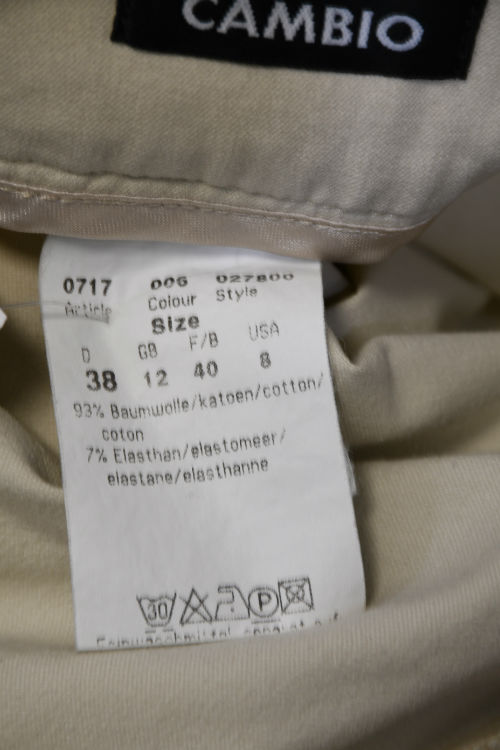 CAMBIO
0717 006 027800
Article Colour Style
Size
D GB F/B USA
38 12 40 8
93% Baumwolle/katoen/cotton/
coton
7% Elasthan/elastomeer/
elastane/elasthanne
30 P